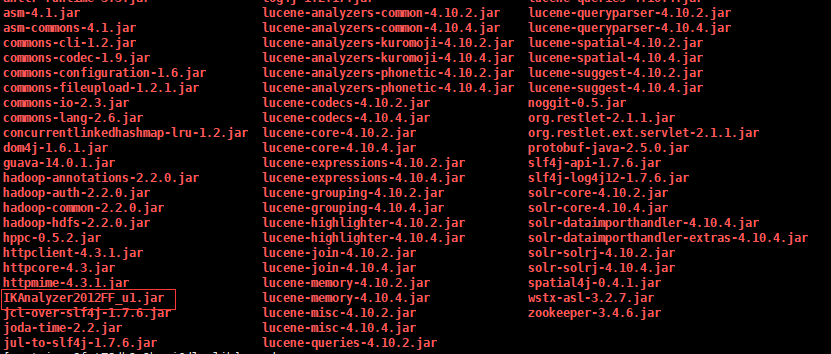 asm-4.1.jar lucene-analyzers-common-4.10.2.jar lucene-queryparser-4.10.2.jar
asm-commons-4.1.jar lucene-analyzers-common-4.10.4.jar lucene-queryparser-4.10.4.jar
commons-cli-1.2.jar lucene-analyzers-kuromoji-4.10.2.jar lucene-spatial-4.10.2.jar
commons-codec-1.9.jar lucene-analyzers-kuromoji-4.10.4.jar lucene-spatial-4.10.4.jar
commons-configuration-1.6.jar lucene-analyzers-phonetic-4.10.2.jar lucene-suggest-4.10.2.jar
commons-fileupload-1.2.1.jar lucene-analyzers-phonetic-4.10.4.jar lucene-suggest-4.10.4.jar
commons-io-2.3.jar lucene-codecs-4.10.2.jar noggit-0.5.jar
commons-lang-2.6.jar lucene-codecs-4.10.4.jar org.restlet-2.1.1.jar
concurrentlinkedhashmap-lru-1.2.jar lucene-core-4.10.2.jar org.restlet.ext.servlet-2.1.1.jar
dom4j-1.6.1.jar lucene-core-4.10.4.jar protobuf-java-2.5.0.jar
guava-14.0.1.jar lucene-expressions-4.10.2.jar slf4j-api-1.7.6.jar
hadoop-annotations-2.2.0.jar lucene-expressions-4.10.4.jar slf4j-log4j12-1.7.6.jar
hadoop-auth-2.2.0.jar lucene-grouping-4.10.2.jar solr-core-4.10.2.jar
hadoop-common-2.2.0.jar lucene-grouping-4.10.4.jar solr-core-4.10.4.jar
hadoop-hdfs-2.2.0.jar lucene-highlighter-4.10.2.jar solr-dataimporthandler-4.10.4.jar
hppc-0.5.2.jar lucene-highlighter-4.10.4.jar solr-dataimporthandler-extras-4.10.4.jar
httpclient-4.3.1.jar lucene-join-4.10.2.jar solr-solrj-4.10.2.jar
httpcore-4.3.jar lucene-join-4.10.4.jar solr-solrj-4.10.4.jar
httpmime-4.3.1.jar lucene-memory-4.10.2.jar spatial4j-0.4.1.jar
IKAnalyzer2012FF_u1.jar lucene-memory-4.10.4.jar wstx-asl-3.2.7.jar
jcl-over-slf4j-1.7.6.jar lucene-misc-4.10.2.jar zookeeper-3.4.6.jar
joda-time-2.2.jar lucene-misc-4.10.4.jar
jul-to-slf4j-1.7.6.jar lucene-queries-4.10.2.jar